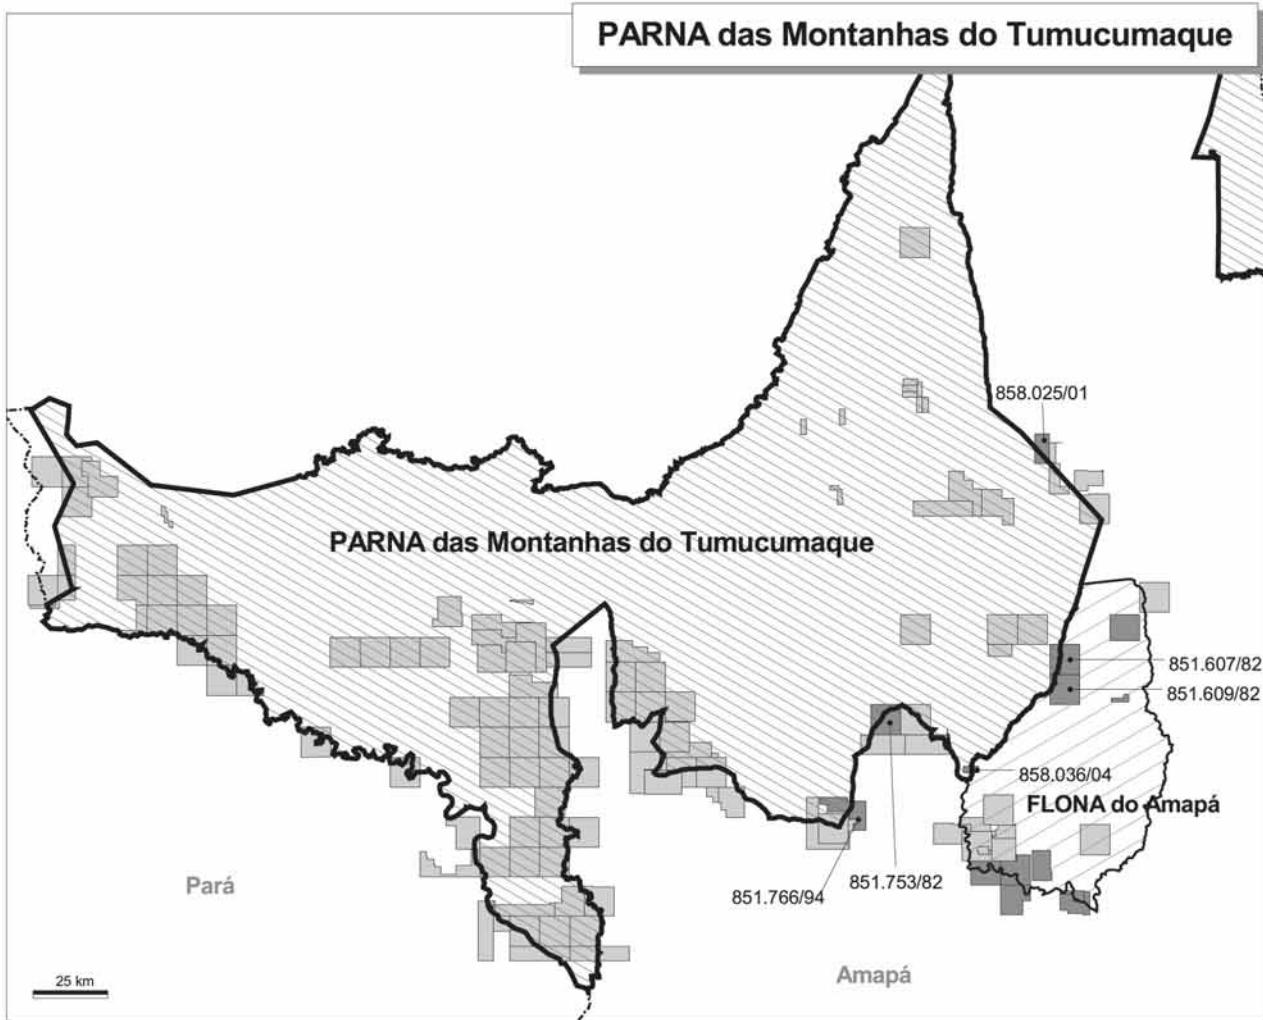 PARNA das Montanhas do Tumucumaque
858.025/01
PARNA das Montanhas do Tumucumaque
851.607/82
851.609/82
858.036/04
FLONA do Amapá
851.753/82
851.766/94
Pará
Amapá
25 km